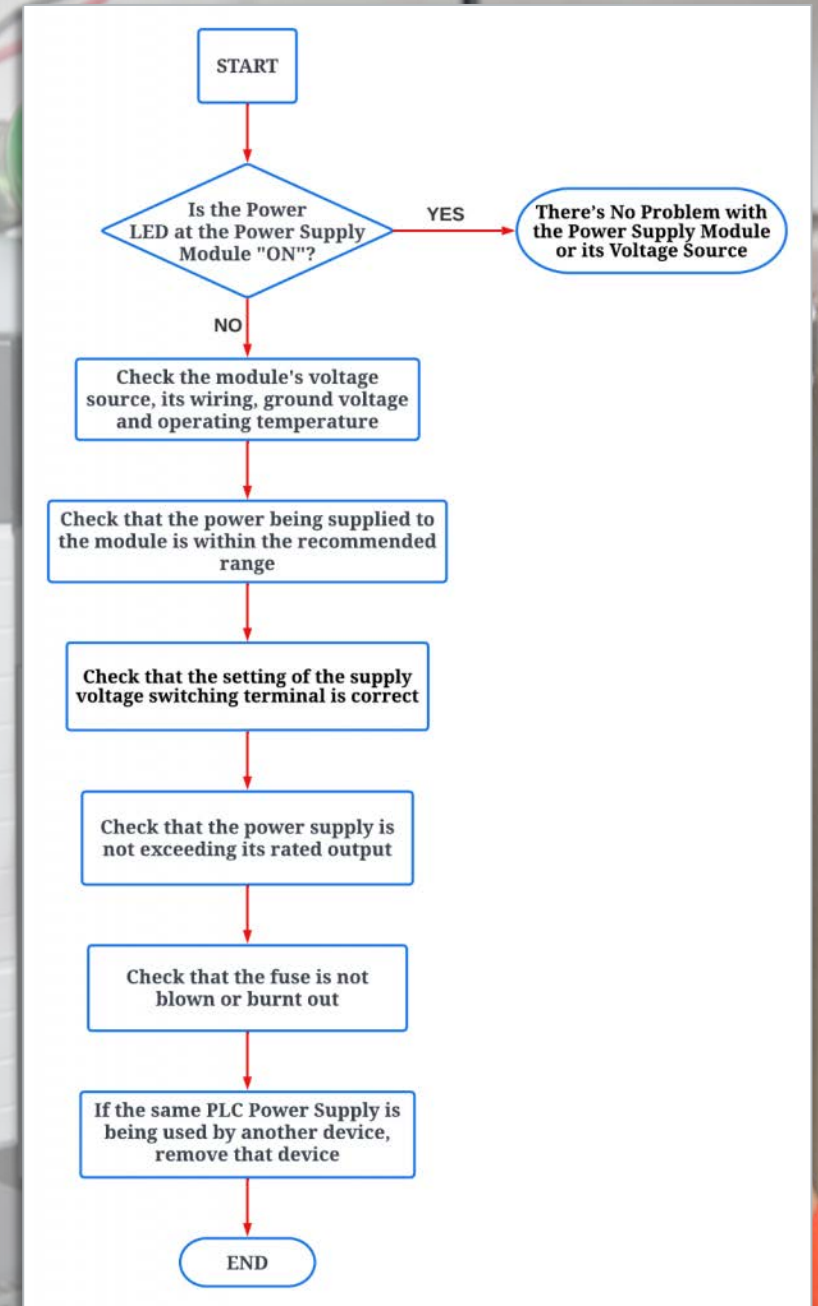 START
Is the Power
LED at the Power Supply
Module "ON"?
YES
There’s No Problem with
the Power Supply Module
or its Voltage Source
NO
Check the module's voltage
source, its wiring, ground voltage
and operating temperature
Check that the power being supplied to
the module is within the recommended
range
Check that the setting of the supply
voltage switching terminal is correct
Check that the power supply is
not exceeding its rated output
Check that the fuse is not
blown or burnt out
If the same PLC Power Supply is
being used by another device,
remove that device
END